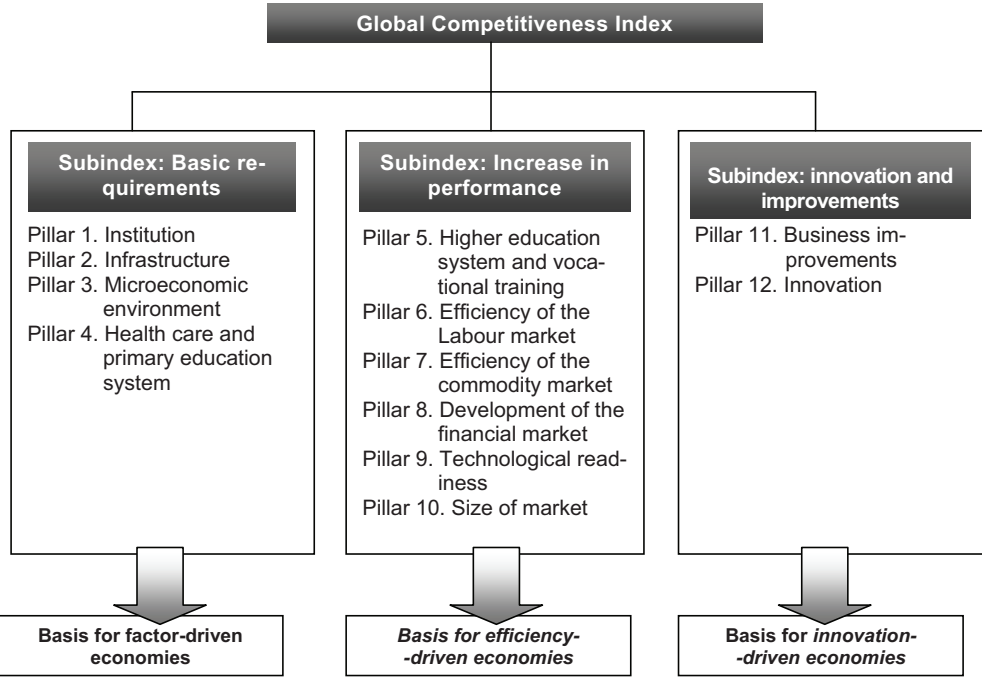 Global Competitiveness Index
Subindex: Basic re-
quirements
Pillar 1. Institution
Pillar 2. Infrastructure
Pillar 3. Microeconomic
environment
Pillar 4. Health care and
primary education
system
Basis for factor-driven
economies
Subindex: Increase in
performance
Pillar 5. Higher education
system and voca-
tional training
Pillar 6. Efficiency of the
Labour market
Pillar 7. Efficiency of the
commodity market
Pillar 8. Development of the
financial market
Pillar 9. Technological read-
iness
Pillar 10. Size of market
Basis for efficiency-
-driven economies
Subindex: innovation and
improvements
Pillar 11. Business im-
provements
Pillar 12. Innovation
Basis for innovation-
-driven economies